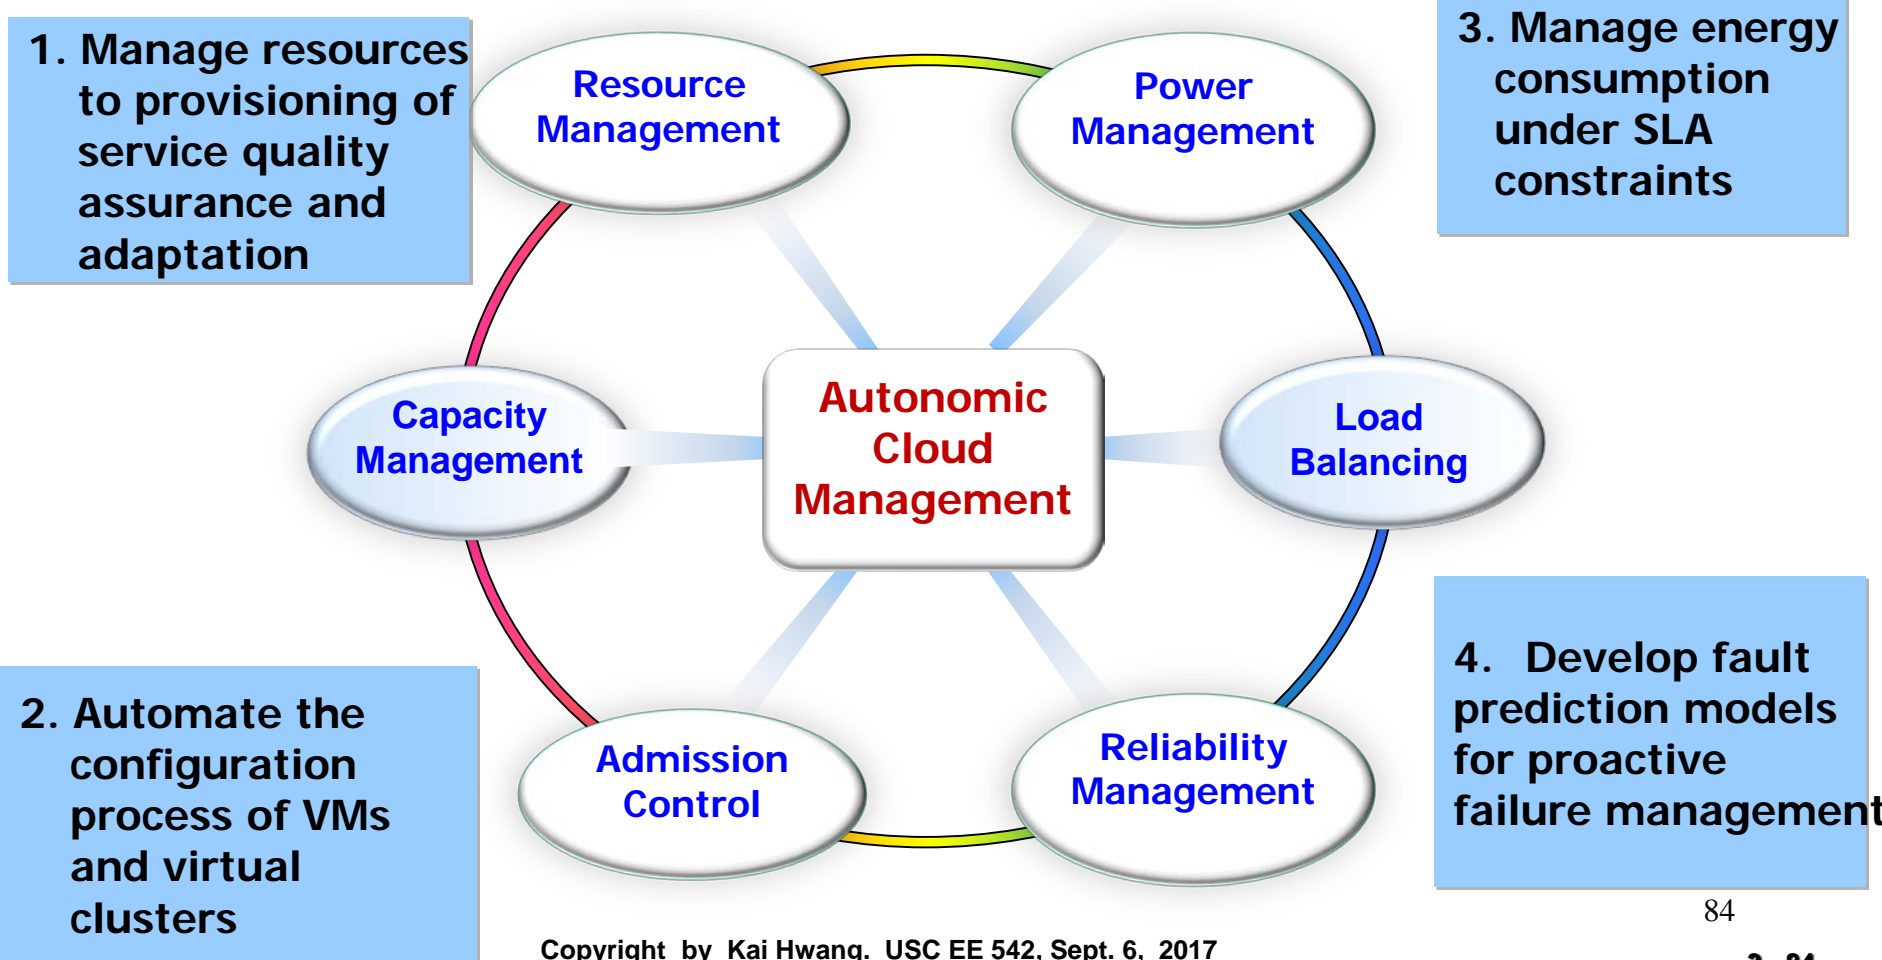 1. Manage resources
to provisioning of
service quality
assurance and
adaptation
Resource
Management
Power
Management
3. Manage energy
consumption
under SLA
constraints
Capacity
Management
Autonomic
Cloud
Management
Load
Balancing
2. Automate the
configuration
process of VMs
and virtual
clusters
Admission
Control
Reliability
Management
4. Develop fault
prediction models
for proactive
failure management
84
Copyright by Kai Hwang. USC EE 542, Sept. 6, 2017